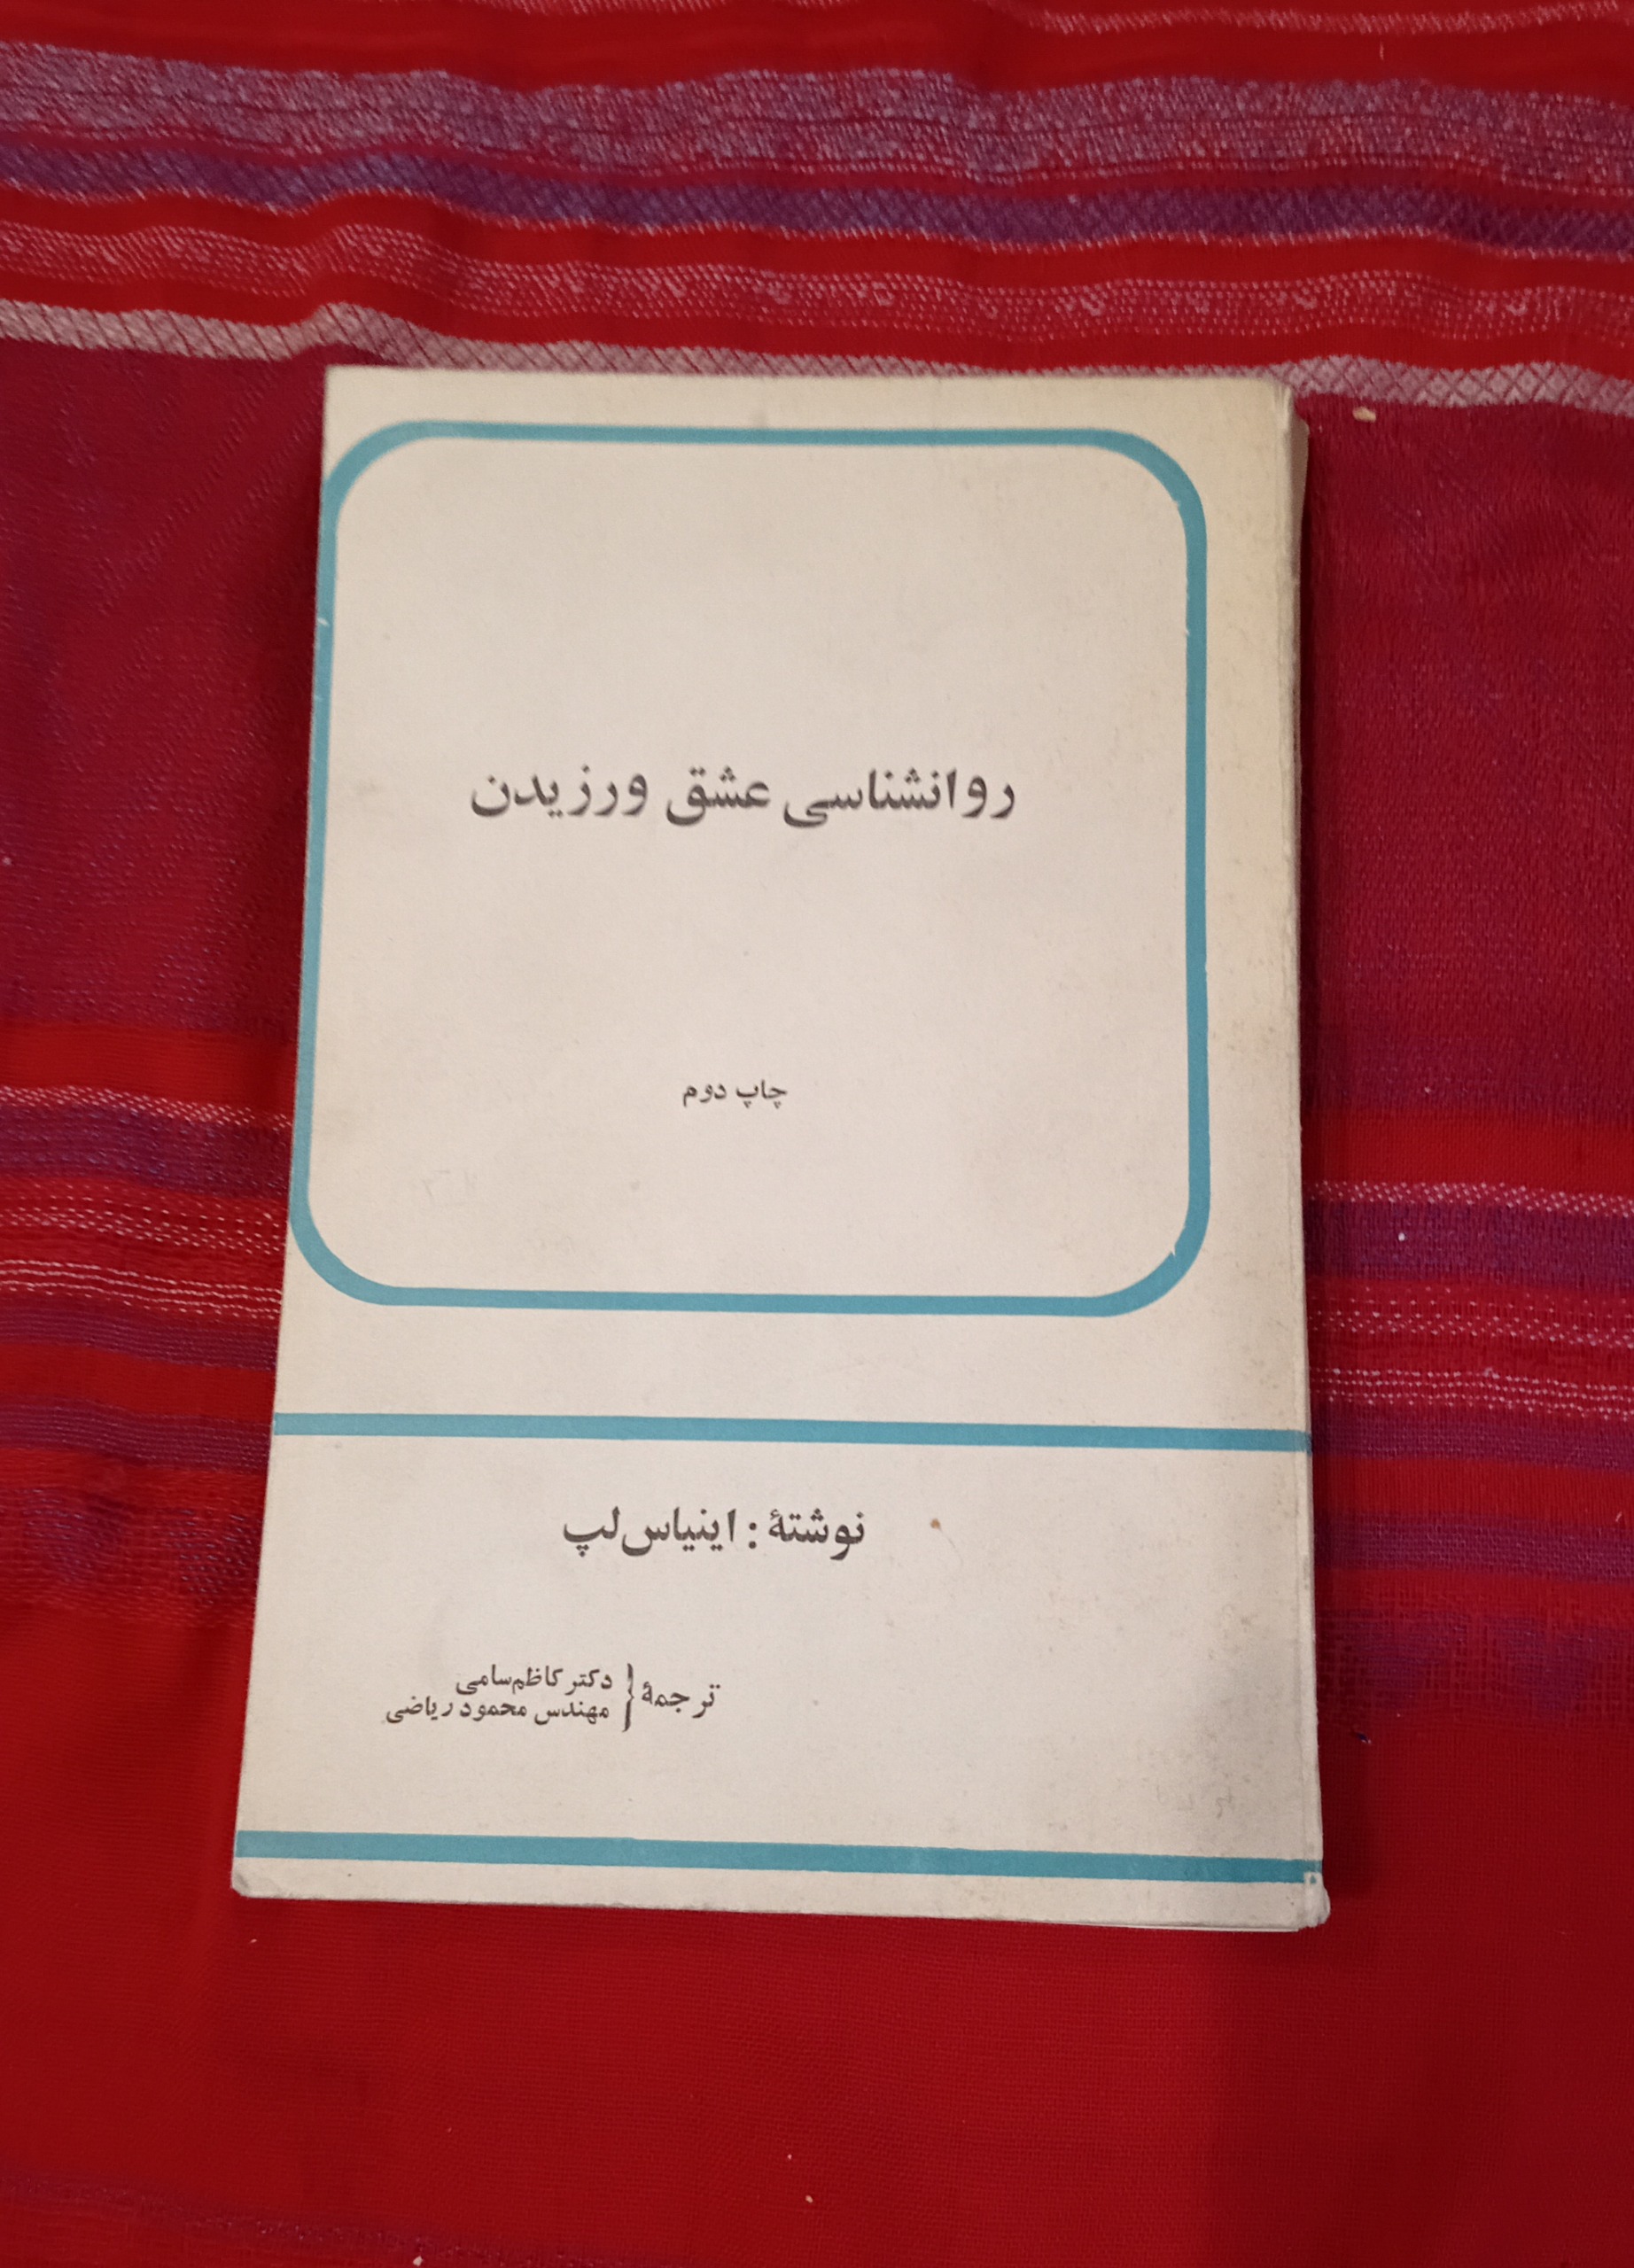 روانشناسی عشق ورزیدن
چاپ دوم
نوشتهٔ : اینیاس لپ
ترجمهٔ { دکتر کاظم سامی
مهندس محمود ریاضی